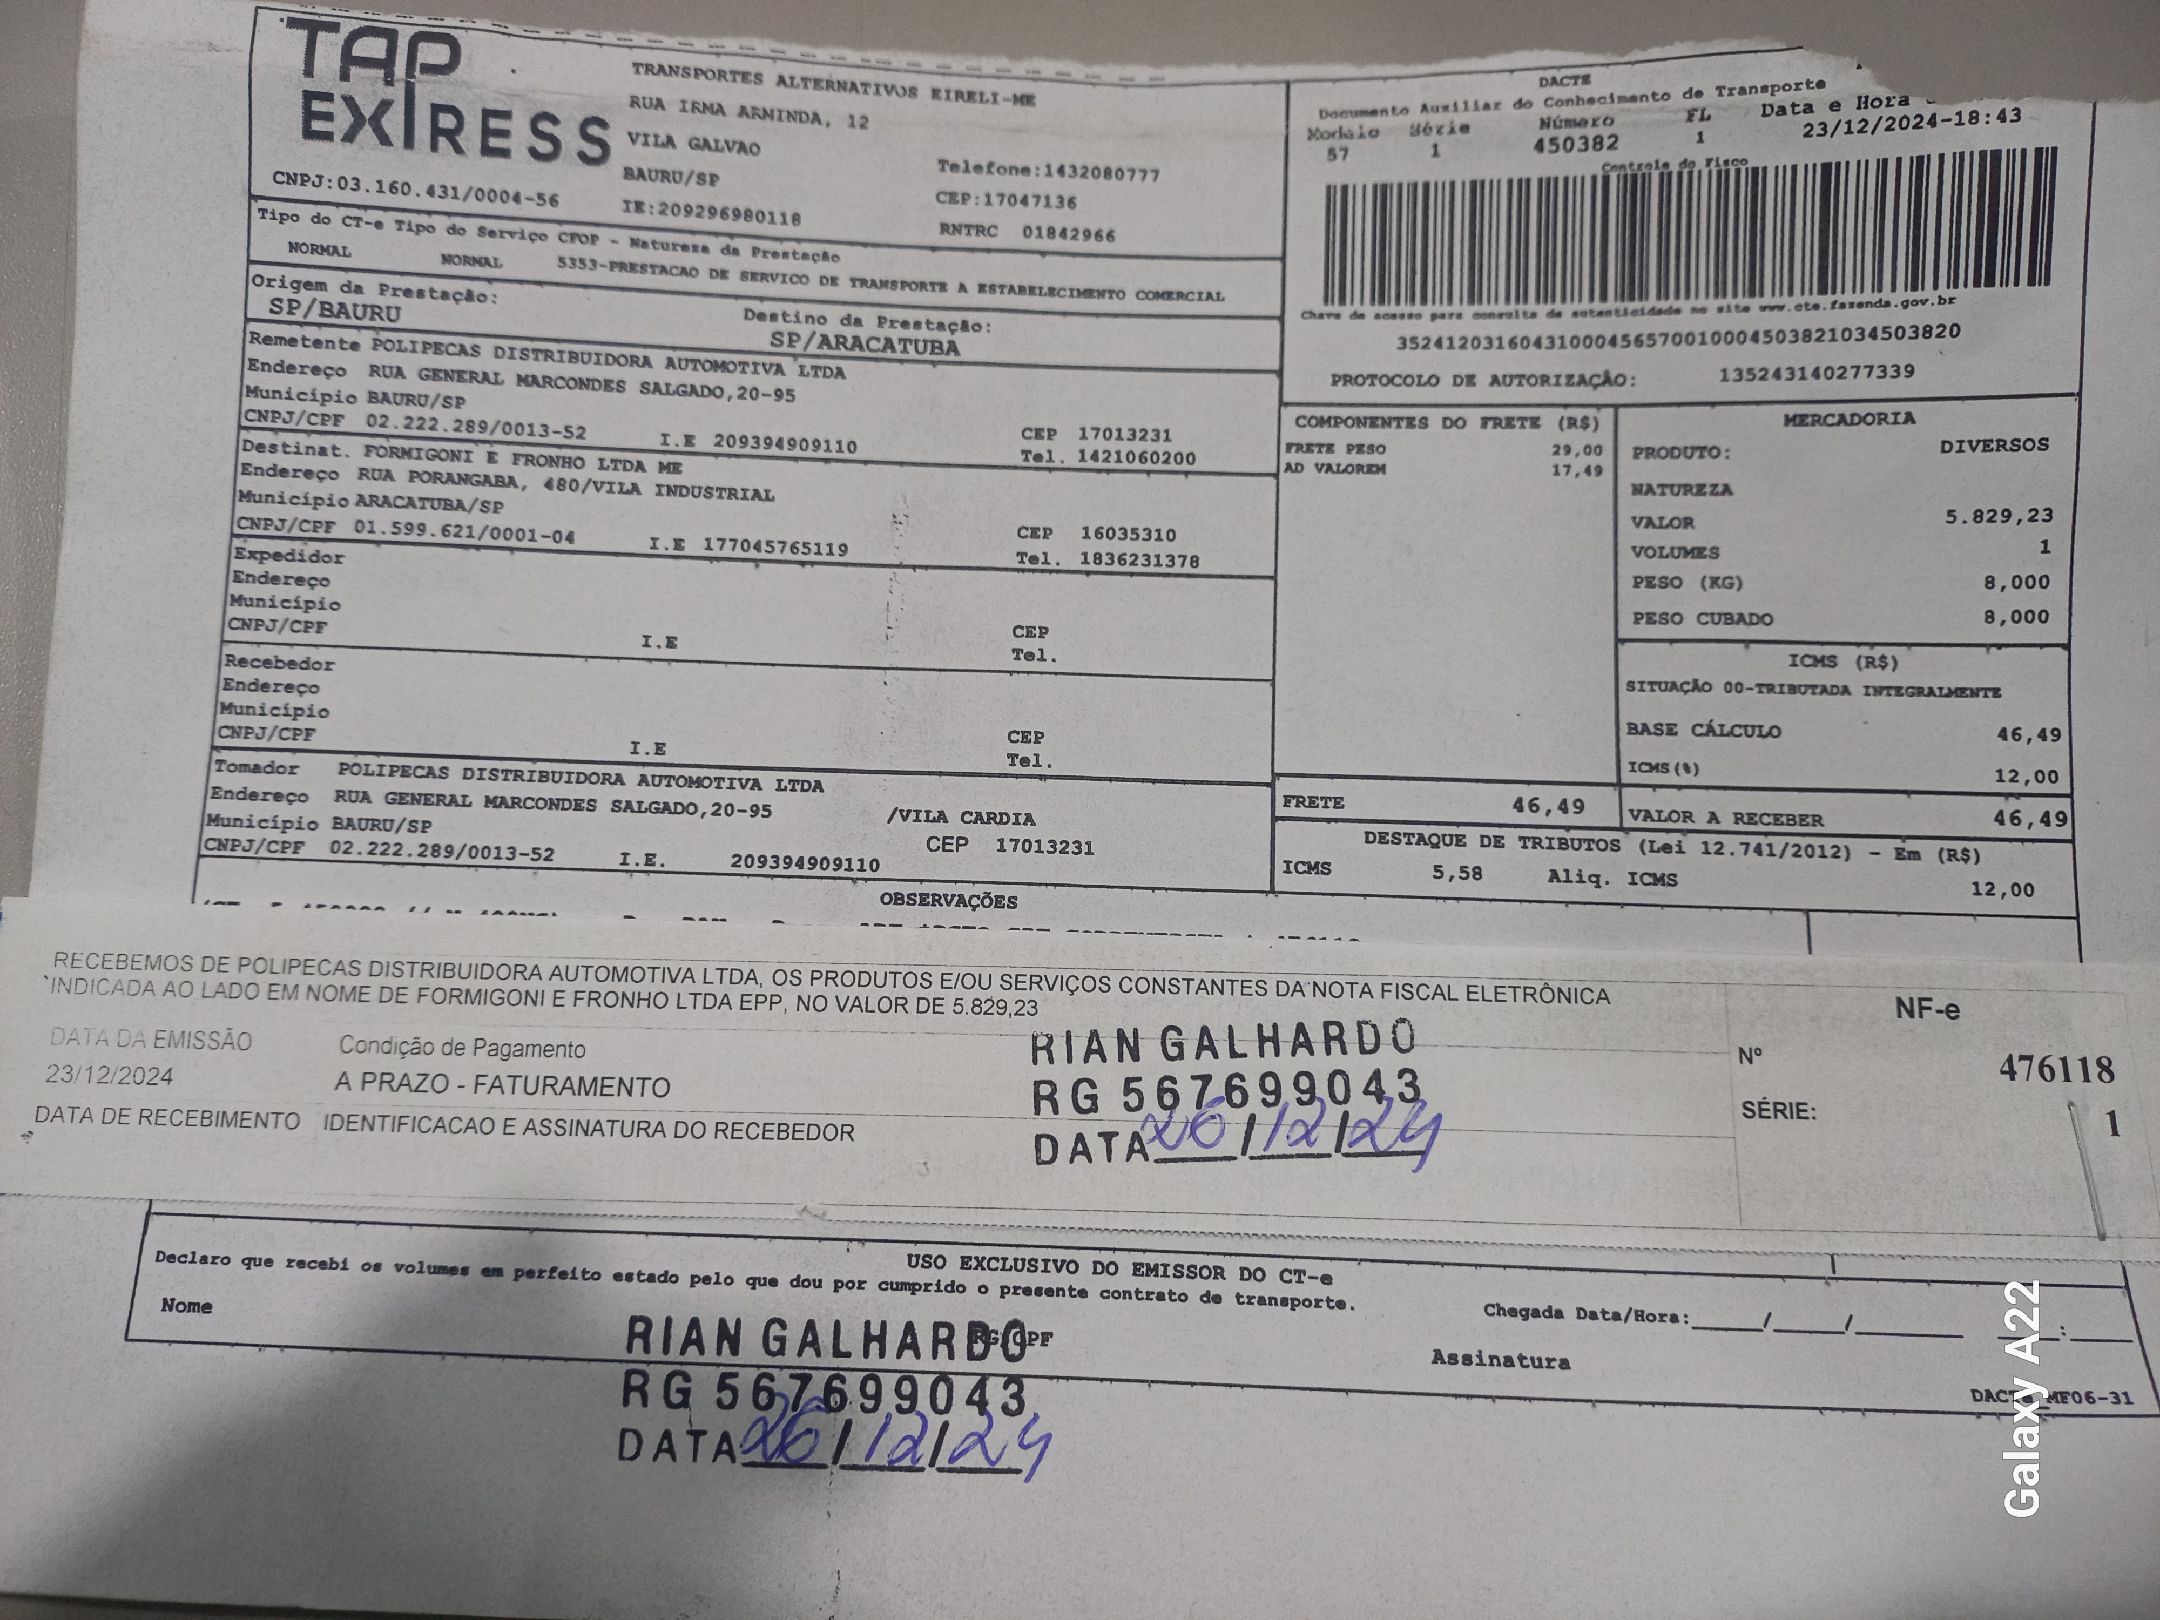 TAP
EXIRESS
CNPJ:03.160.431/0004-56
TRANSPORTES ALTERNATIVOS EIRELI-ME
RUA IRMA ARNINDA, 12
VILA GALVAO
BAURU/SP
IE:209296980118
Telefone:1432080777
CEP:17047136
RNTRC 01842966
DACTE
Documento Auxiliar do Conhecimento de Transporte
Modelo Série Número FL Data e Hora
57 1 450382 1 23/12/2024-18:43
Controle do Fisco
Chave de acesso para consulta de autenticidade no site www.cte.fazenda.gov.br
35241203160431000456570010004503821034503820
PROTOCOLO DE AUTORIZAÇÃO: 135243140277339
Tipo do CT-e Tipo do Serviço CFOP - Natureza da Prestação
NORMAL NORMAL 5353-PRESTACAO DE SERVICO DE TRANSPORTE A ESTABELECIMENTO COMERCIAL
Origem da Prestação: Destino da Prestação:
SP/BAURU SP/ARACATUBA
Remetente POLIPECAS DISTRIBUIDORA AUTOMOTIVA LTDA
Endereço RUA GENERAL MARCONDES SALGADO,20-95
Município BAURU/SP CEP 17013231
CNPJ/CPF 02.222.289/0013-52 I.E 209394909110 Tel. 1421060200
Destinat. FORMIGONI E FRONHO LTDA ME
Endereço RUA PORANGABA, 480/VILA INDUSTRIAL
Município ARACATUBA/SP CEP 16035310
CNPJ/CPF 01.599.621/0001-04 I.E 177045765119 Tel. 1836231378
Expedidor
Endereço
Município CEP
CNPJ/CPF I.E Tel.
Recebedor
Endereço
Município CEP
CNPJ/CPF I.E Tel.
Tomador POLIPECAS DISTRIBUIDORA AUTOMOTIVA LTDA
Endereço RUA GENERAL MARCONDES SALGADO,20-95 /VILA CARDIA
Município BAURU/SP CEP 17013231
CNPJ/CPF 02.222.289/0013-52 I.E. 209394909110
COMPONENTES DO FRETE (R$)
FRETE PESO 29,00
AD VALOREM 17,49
MERCADORIA
PRODUTO: DIVERSOS
NATUREZA
VALOR 5.829,23
VOLUMES 1
PESO (KG) 8,000
PESO CUBADO 8,000
ICMS (R$)
SITUAÇÃO 00-TRIBUTADA INTEGRALMENTE
BASE CÁLCULO 46,49
ICMS(%) 12,00
FRETE 46,49 VALOR A RECEBER 46,49
DESTAQUE DE TRIBUTOS (Lei 12.741/2012) - Em (R$)
ICMS 5,58 Aliq. ICMS 12,00
OBSERVAÇÕES
RECEBEMOS DE POLIPECAS DISTRIBUIDORA AUTOMOTIVA LTDA, OS PRODUTOS E/OU SERVIÇOS CONSTANTES DA NOTA FISCAL ELETRÔNICA
INDICADA AO LADO EM NOME DE FORMIGONI E FRONHO LTDA EPP, NO VALOR DE 5.829,23
DATA DA EMISSÃO Condição de Pagamento
23/12/2024 A PRAZO - FATURAMENTO
DATA DE RECEBIMENTO IDENTIFICACAO E ASSINATURA DO RECEBEDOR
RIAN GALHARDO
RG 567699043
DATA 26/12/24
NF-e
Nº 476118
SÉRIE: 1
USO EXCLUSIVO DO EMISSOR DO CT-e
Declaro que recebi os volumes em perfeito estado pelo que dou por cumprido o presente contrato de transporte.
Nome RG/CPF
Chegada Data/Hora:_____/_____/_______ ____:____
Assinatura
RIAN GALHARDO
RG 567699043
DATA 26/12/24
DACTe MF06-31
Galaxy A22